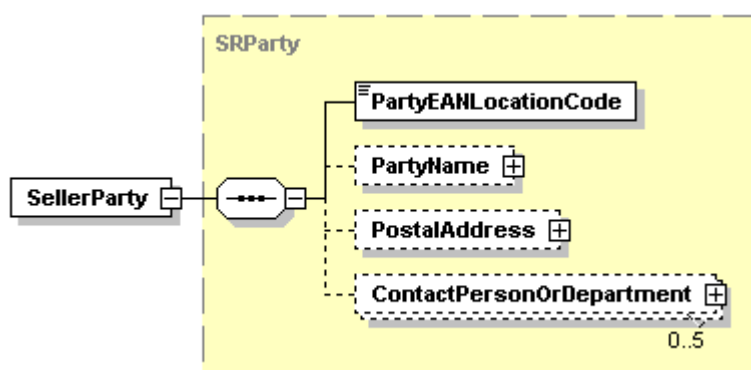 SRParty
PartyEANLocationCode
PartyName
SellerParty
PostalAddress
ContactPersonOrDepartment
0..5